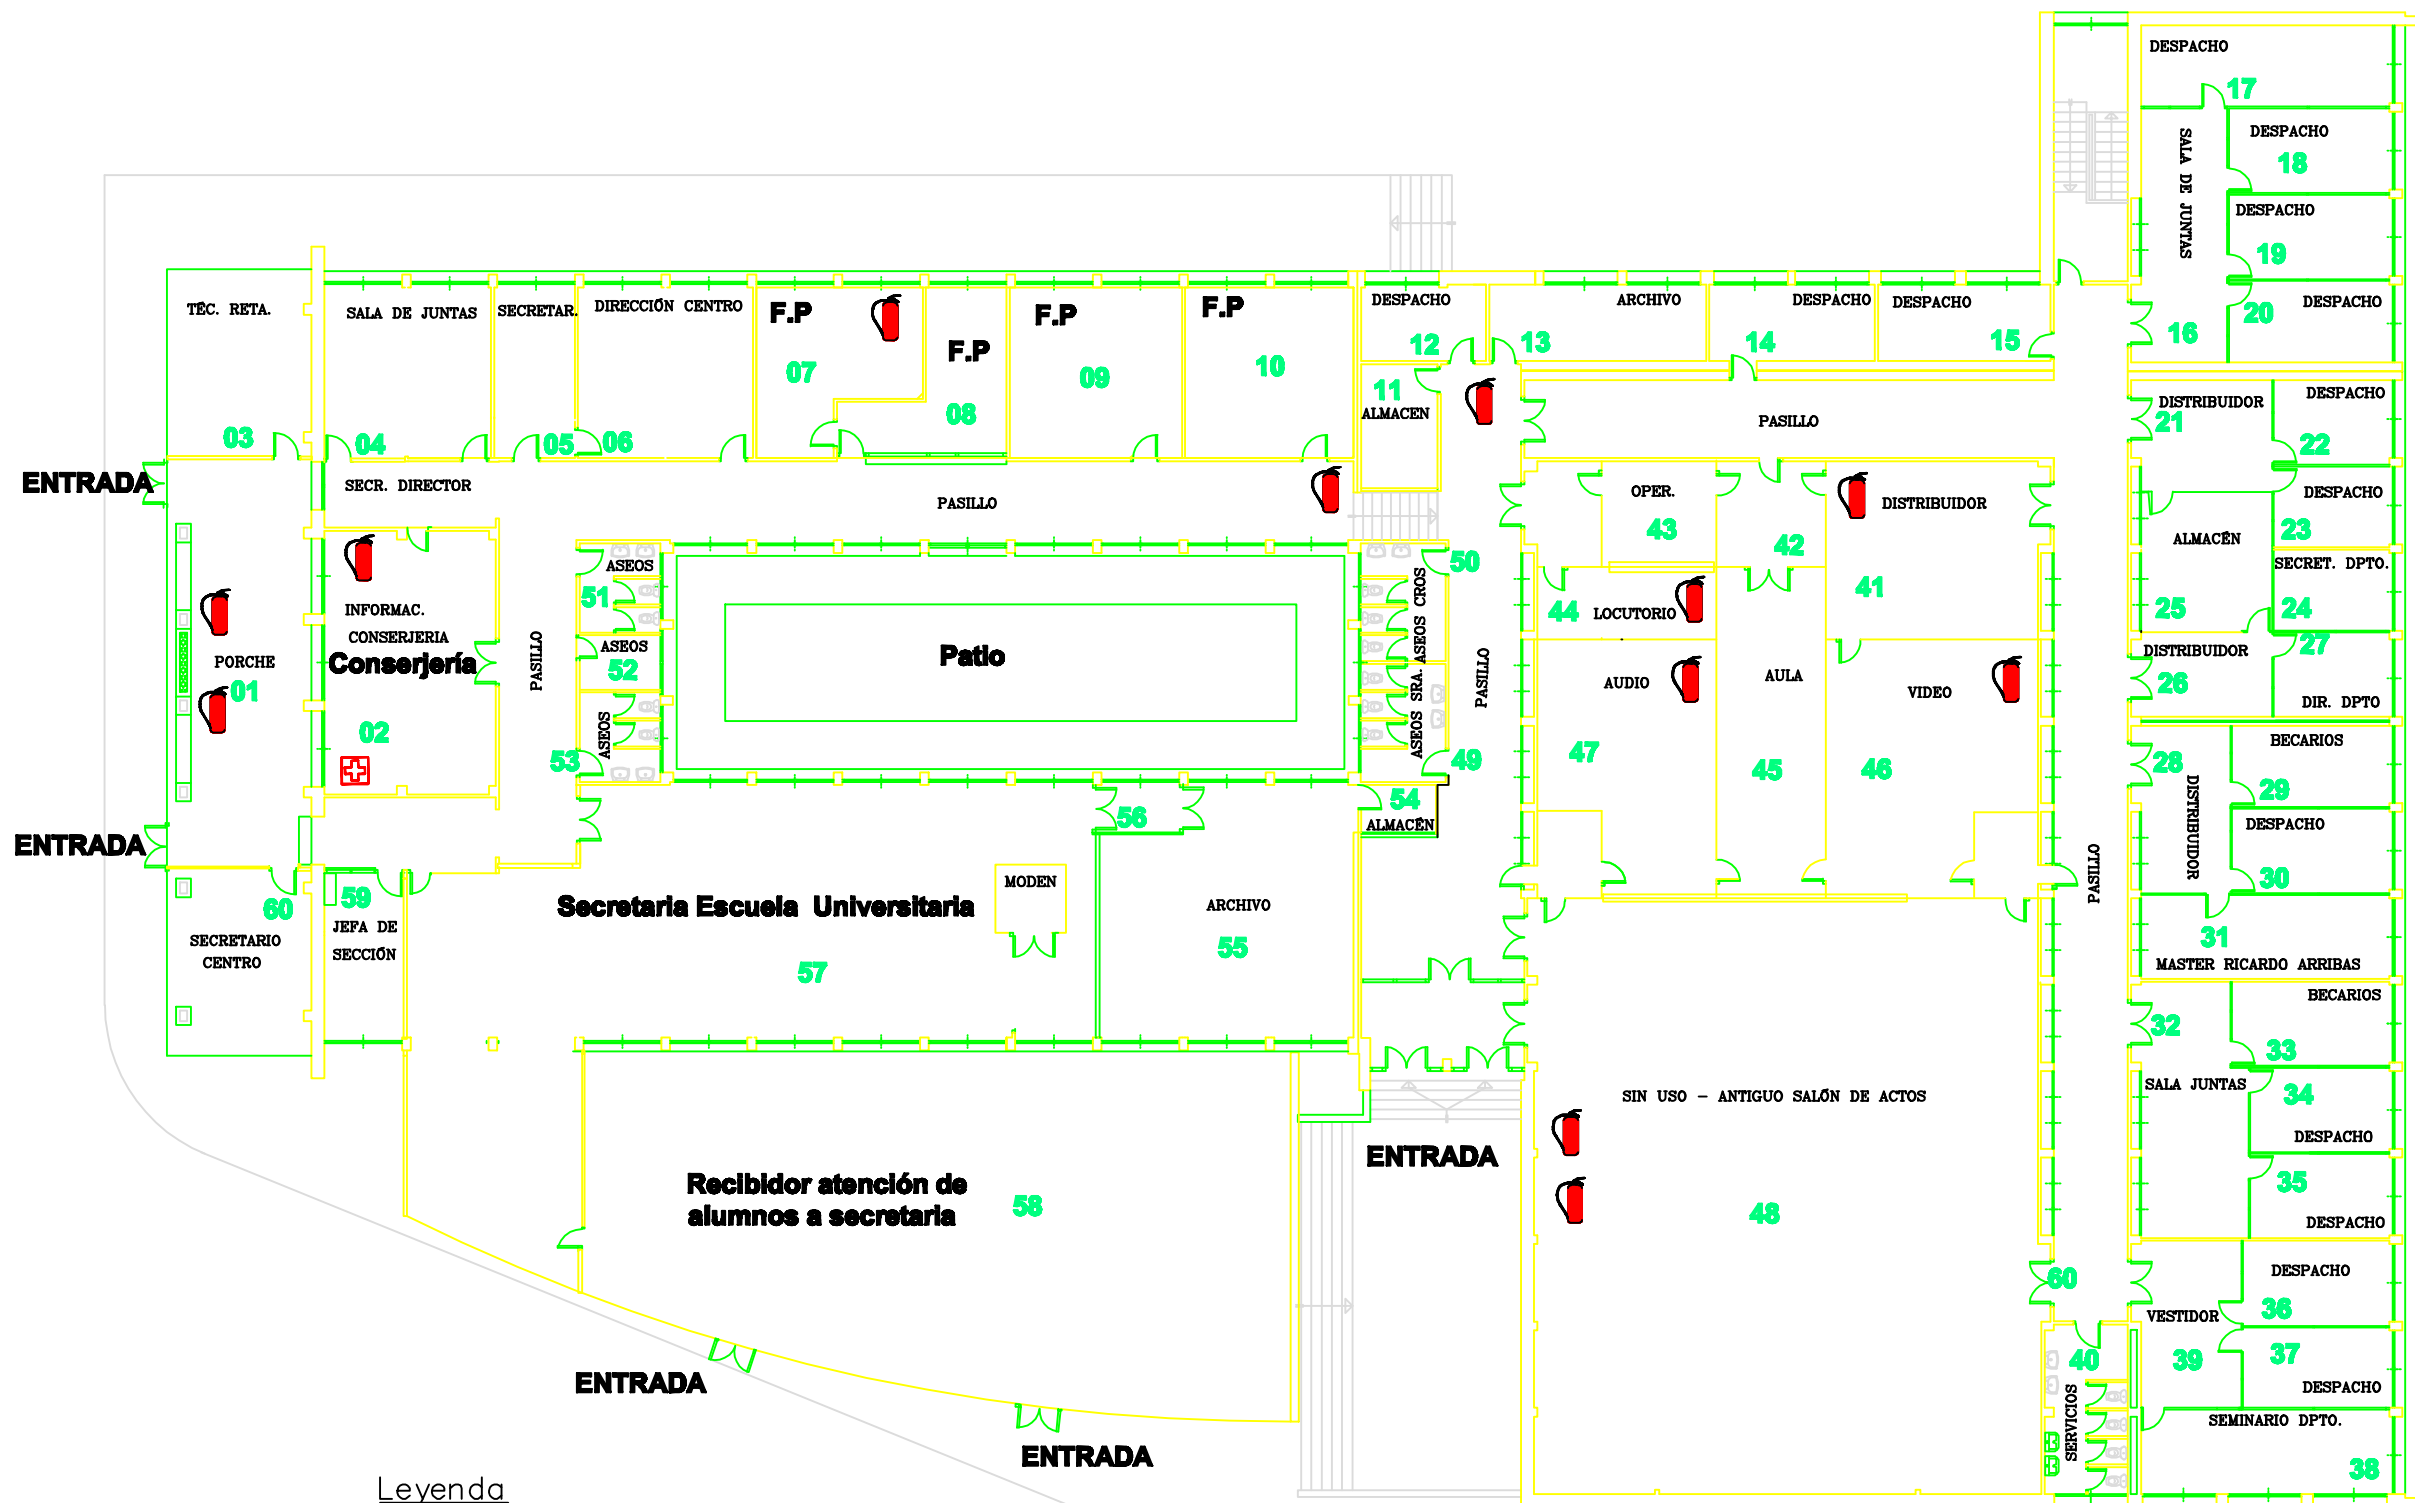 DESPACHO
17
DESPACHO
18
SALA DE JUNTAS
DESPACHO
19
DESPACHO
20
16
TÉC. RETA.
03
SALA DE JUNTAS
04
SECRETAR.
05
DIRECCIÓN CENTRO
06
F.P
07
F.P
08
F.P
09
F.P
10
DESPACHO
12
11
ALMACEN
13
ARCHIVO
DESPACHO
14
DESPACHO
15
PASILLO
DISTRIBUIDOR
21
DESPACHO
22
DESPACHO
23
ALMACÉN
25
SECRET. DPTO.
24
27
DISTRIBUIDOR
26
DIR. DPTO
ENTRADA
SECR. DIRECTOR
PASILLO
OPER.
43
42
DISTRIBUIDOR
41
INFORMAC.
CONSERJERIA
Conserjería
02
PORCHE
01
PASILLO
ASEOS
51
ASEOS
52
ASEOS
53
Patio
50
ASEOS CROS
ASEOS SRA.
49
PASILLO
44
LOCUTORIO
AUDIO
47
AULA
45
VIDEO
46
BECARIOS
28
29
DISTRIBUIDOR
DESPACHO
30
31
MASTER RICARDO ARRIBAS
PASILLO
ENTRADA
54
ALMACÉN
56
59
60
JEFA DE
SECCIÓN
SECRETARIO
CENTRO
Secretaria Escuela Universitaria
57
MODEN
ARCHIVO
55
BECARIOS
32
33
SALA JUNTAS
34
DESPACHO
35
DESPACHO
SIN USO - ANTIGUO SALÓN DE ACTOS
48
ENTRADA
Recibidor atención de
alumnos a secretaria
58
60
DESPACHO
36
VESTIDOR
39
37
DESPACHO
40
SERVICIOS
SEMINARIO DPTO.
38
ENTRADA
ENTRADA
Leyenda